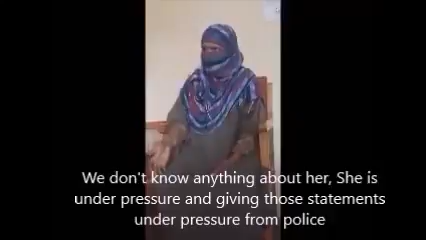 We don't know anything about her, She is
under pressure and giving those statements
under pressure from police